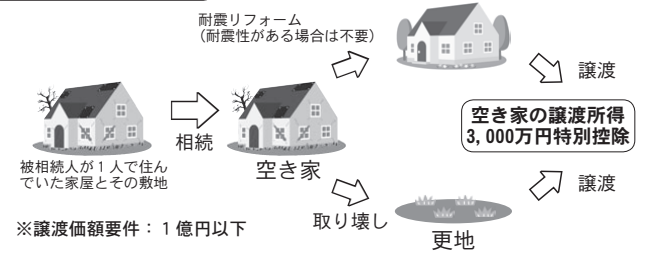 耐震リフォーム
（耐震性がある場合は不要）
譲渡
相続
空き家の譲渡所得
3,000万円特別控除
被相続人が１人で住ん
でいた家屋とその敷地
空き家
譲渡
取り壊し
※譲渡価額要件：１億円以下
更地